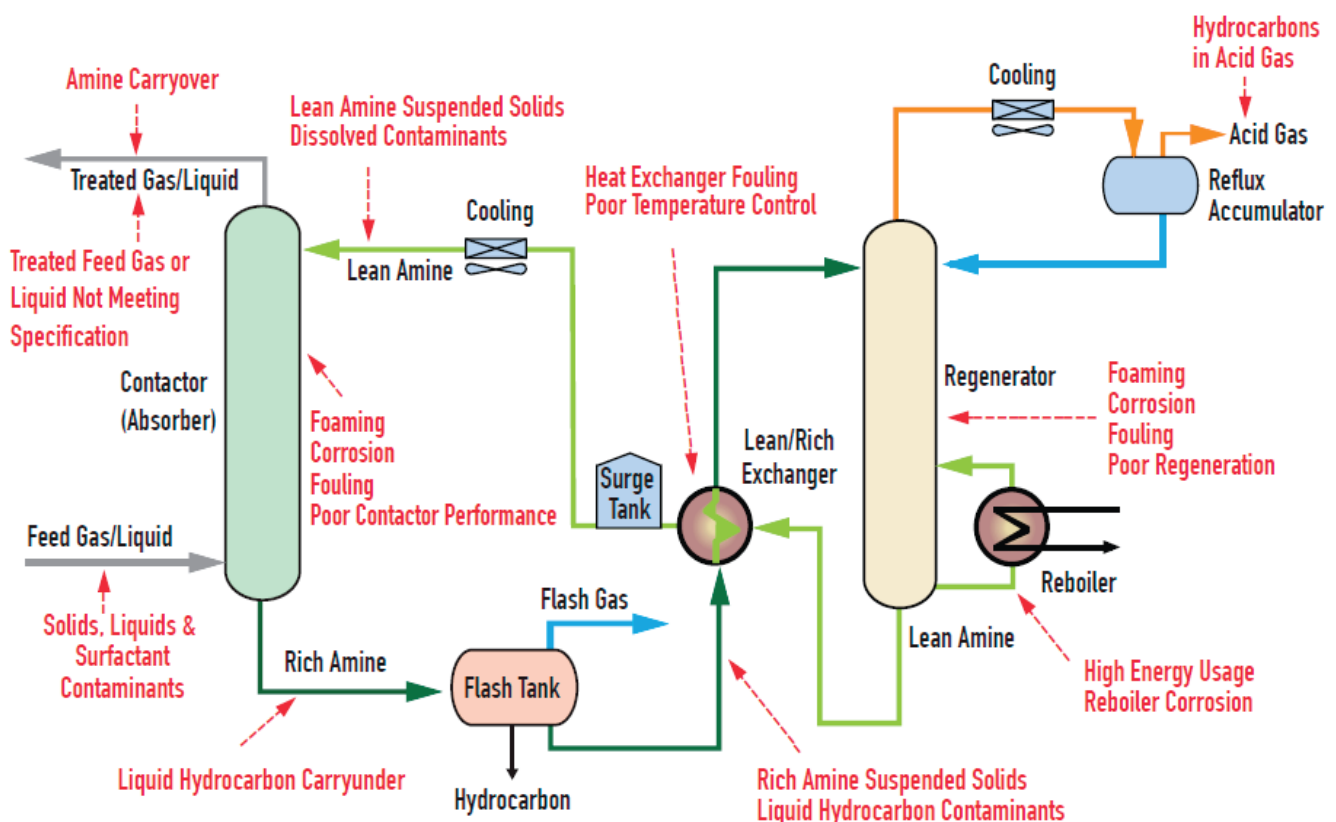 Hydrocarbons
in Acid Gas
Cooling
Acid Gas
Reflux
Accumulator
Amine Carryover
Treated Gas/Liquid
Lean Amine Suspended Solids
Dissolved Contaminants
Cooling
Lean Amine
Heat Exchanger Fouling
Poor Temperature Control
Treated Feed Gas or
Liquid Not Meeting
Specification
Contactor
(Absorber)
Foaming
Corrosion
Fouling
Poor Contactor Performance
Surge
Tank
Lean/Rich
Exchanger
Regenerator
Foaming
Corrosion
Fouling
Poor Regeneration
Reboiler
Feed Gas/Liquid
Solids, Liquids &
Surfactant
Contaminants
Rich Amine
Flash Gas
Flash Tank
Lean Amine
High Energy Usage
Reboiler Corrosion
Liquid Hydrocarbon Carryunder
Hydrocarbon
Rich Amine Suspended Solids
Liquid Hydrocarbon Contaminants